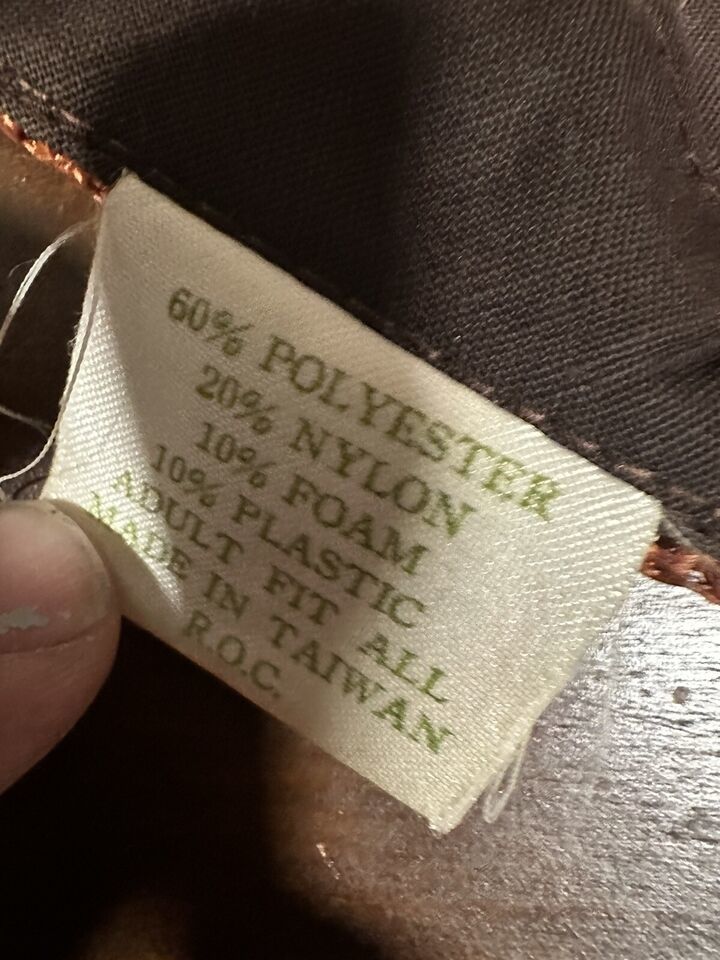 60% POLYESTER
20% NYLON
10% FOAM
10% PLASTIC
ADULT FIT ALL
MADE IN TAIWAN
R.O.C.